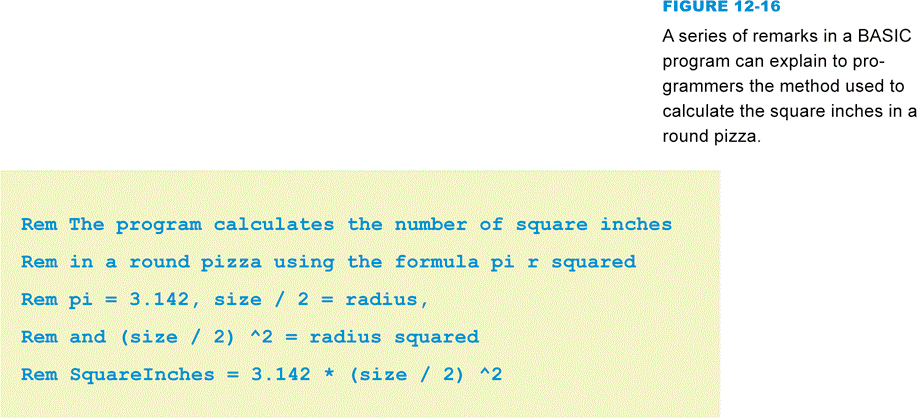 FIGURE 12-16
A series of remarks in a BASIC
program can explain to pro-
grammers the method used to
calculate the square inches in a
round pizza.
Rem The program calculates the number of square inches
Rem in a round pizza using the formula pi r squared
Rem pi = 3.142, size / 2 = radius,
Rem and (size / 2) ^2 = radius squared
Rem SquareInches = 3.142 * (size / 2) ^2